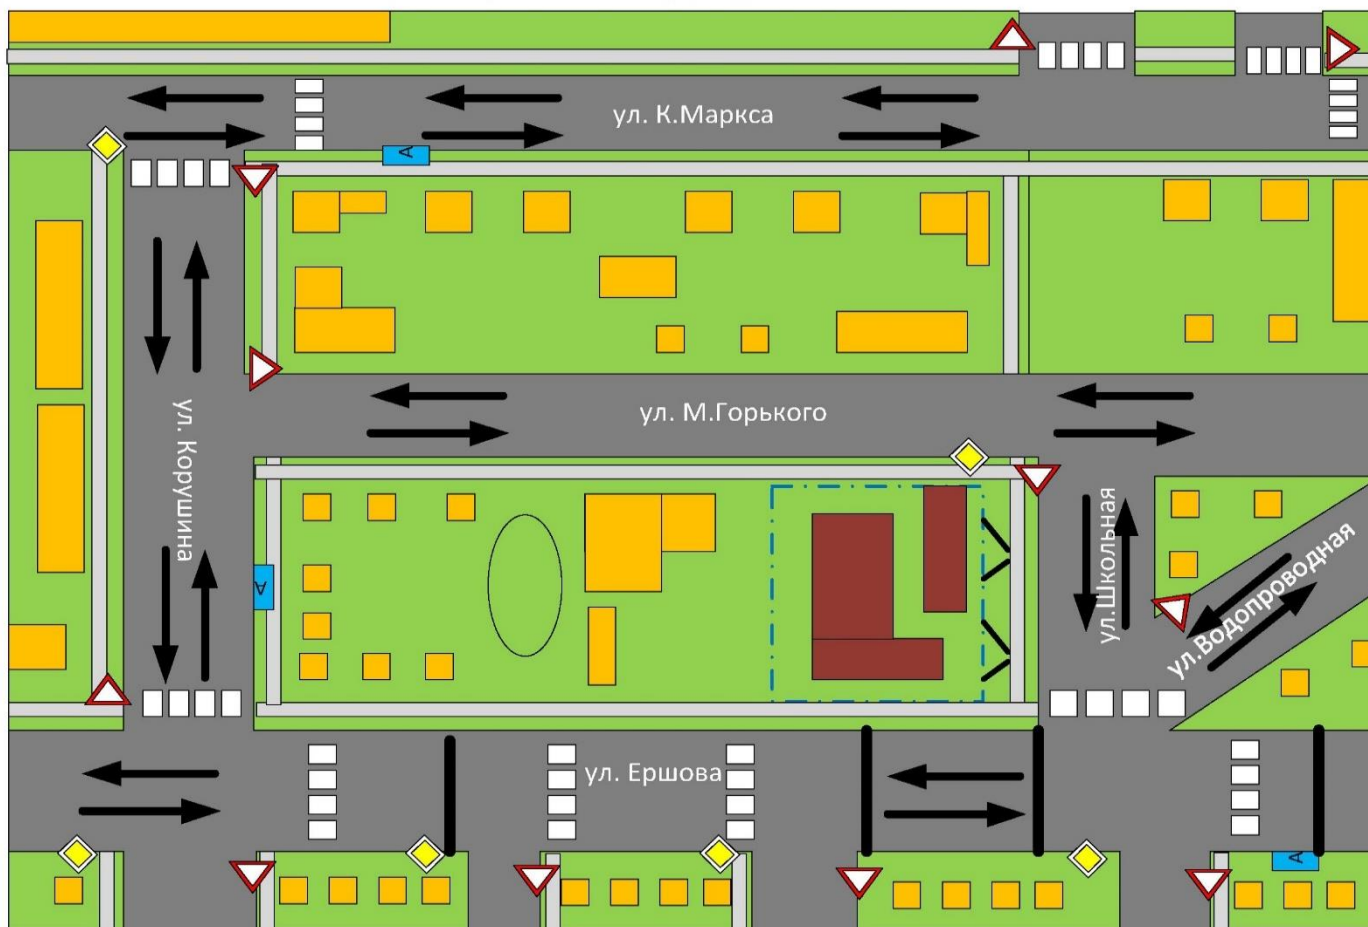 ул. К.Маркса
А
ул. М.Горького
ул. Корушина
ул.Школьная
ул.Водопроводная
А
ул. Ершова
А